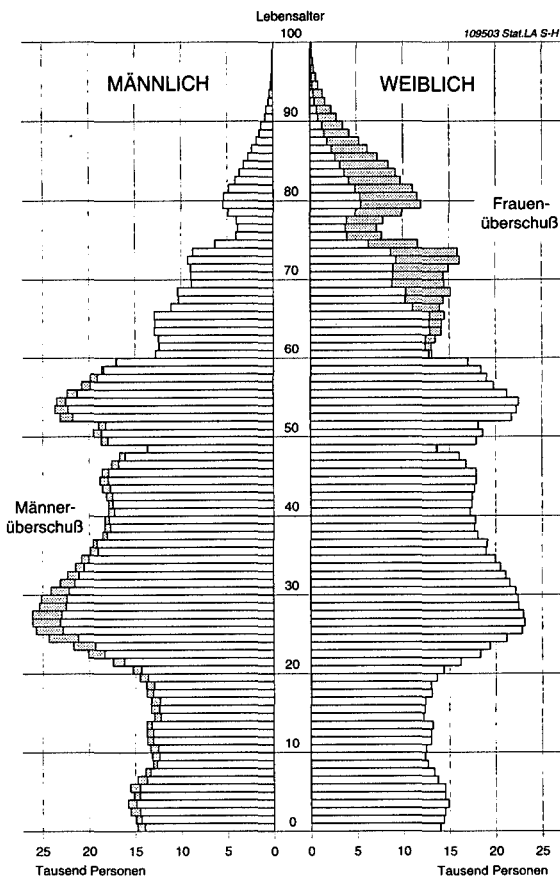 Lebensalter
100
109503 Stat.LA S-H
MÄNNLICH
WEIBLICH
90
80
Frauen-
überschuß
70
60
50
Männer-
überschuß
40
30
20
10
0
25 20 15 10 5 0 0 5 10 15 20 25
Tausend Personen Tausend Personen